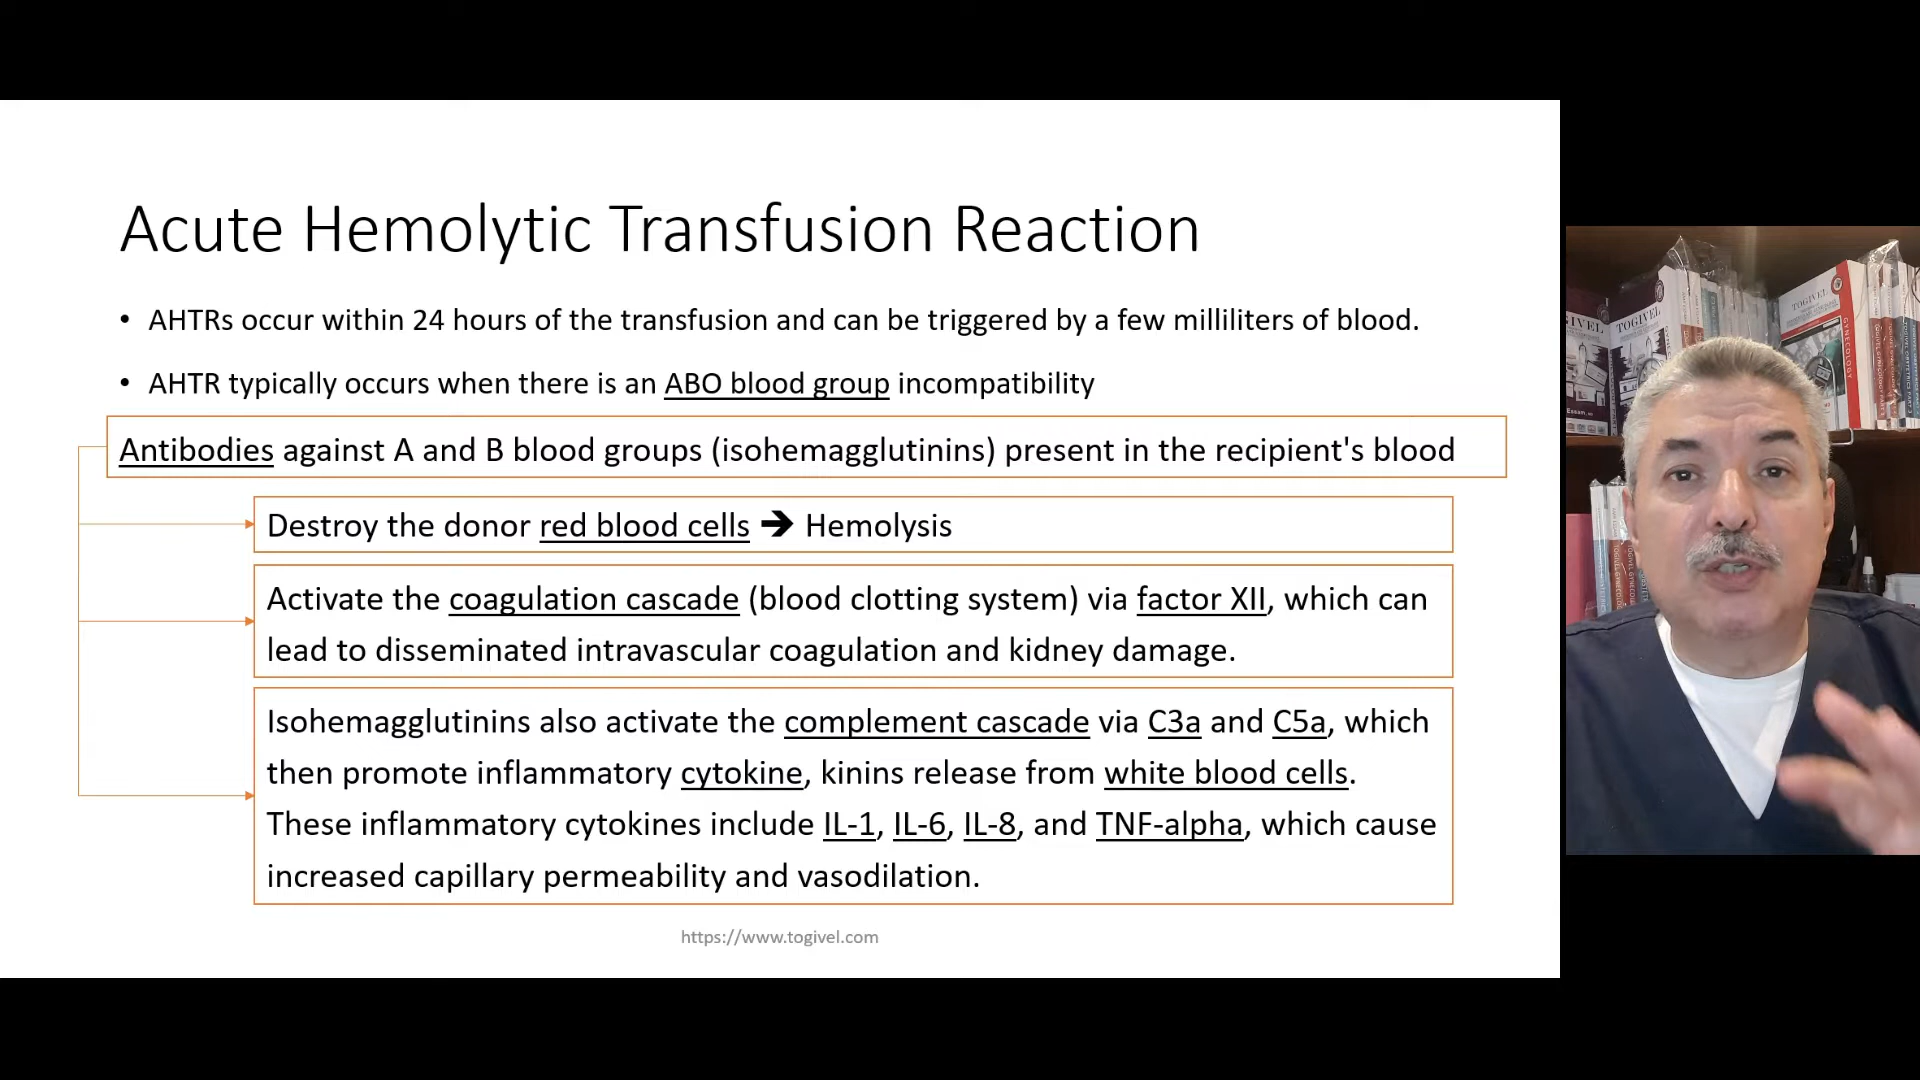 Acute Hemolytic Transfusion Reaction
• AHTRs occur within 24 hours of the transfusion and can be triggered by a few milliliters of blood.
• AHTR typically occurs when there is an ABO blood group incompatibility
Antibodies against A and B blood groups (isohemagglutinins) present in the recipient's blood
Destroy the donor red blood cells ➔ Hemolysis
Activate the coagulation cascade (blood clotting system) via factor XII, which can
lead to disseminated intravascular coagulation and kidney damage.
Isohemagglutinins also activate the complement cascade via C3a and C5a, which
then promote inflammatory cytokine, kinins release from white blood cells.
These inflammatory cytokines include IL-1, IL-6, IL-8, and TNF-alpha, which cause
increased capillary permeability and vasodilation.
https://www.togivel.com
TOGIVEL
TOGIVEL
GYNECOLOGY